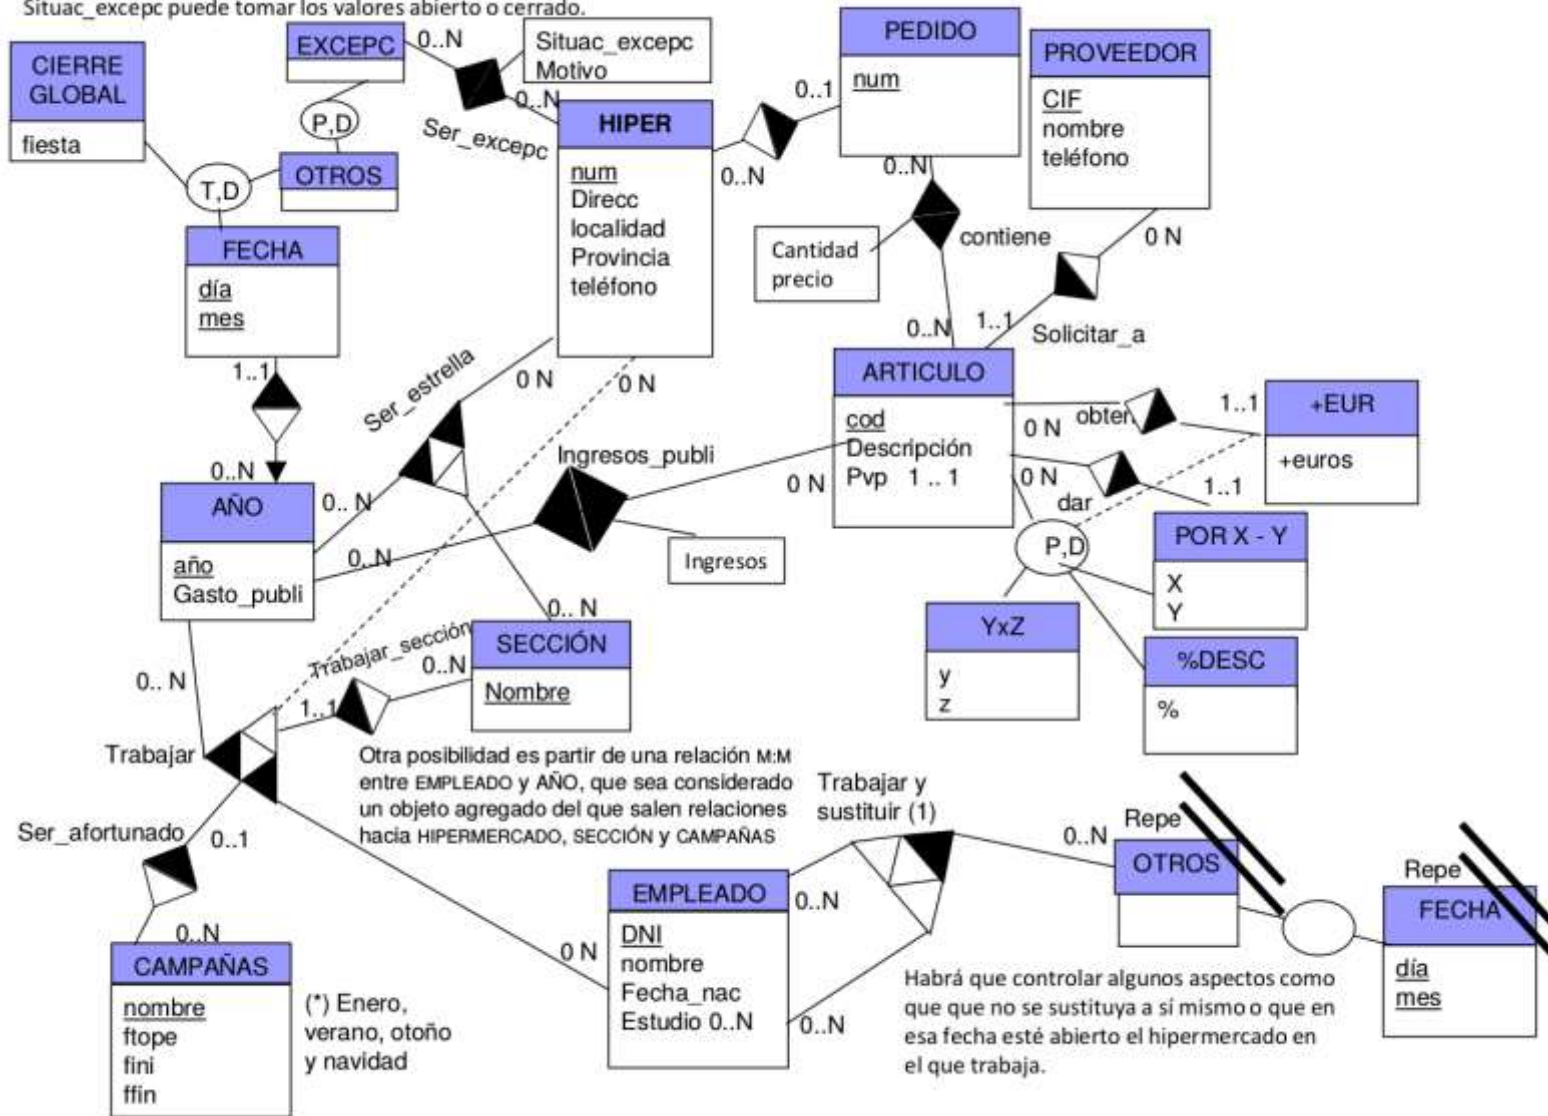 Situac_excepc puede tomar los valores abierto o cerrado.
CIERRE
GLOBAL
fiesta
EXCEPC
0..N
Situac_excepc
Motivo
P,D
OTROS
T,D
Ser_excepc
0..N
HIPER
num
Direcc
localidad
Provincia
teléfono
0..N
0..1
PEDIDO
num
PROVEEDOR
CIF
nombre
teléfono
FECHA
día
mes
1..1
0..N
0..N
Cantidad
precio
contiene
0 N
0..N
1..1
Solicitar_a
Ser_estrella
0 N
0 N
ARTICULO
cod
Descripción
Pvp 1 .. 1
0 N
obten
1..1
+EUR
+euros
0 N
dar
1..1
POR X - Y
X
Y
P,D
YxZ
y
z
%DESC
%
Ingresos_publi
0 N
Ingresos
AÑO
año
Gasto_publi
0.. N
0..N
0.. N
SECCIÓN
Nombre
Trabajar_sección
0..N
1..1
0.. N
Trabajar
Otra posibilidad es partir de una relación M:M
entre EMPLEADO y AÑO, que sea considerado
un objeto agregado del que salen relaciones
hacia HIPERMERCADO, SECCIÓN y CAMPAÑAS
Ser_afortunado
0..1
0..N
CAMPAÑAS
nombre
ftope
fini
ffin
(*) Enero,
verano, otoño
y navidad
0 N
EMPLEADO
DNI
nombre
Fecha_nac
Estudio 0..N
0..N
0..N
Trabajar y
sustituir (1)
0..N
Repe
OTROS
Repe
FECHA
día
mes
Habrá que controlar algunos aspectos como
que que no se sustituya a sí mismo o que en
esa fecha esté abierto el hipermercado en
el que trabaja.